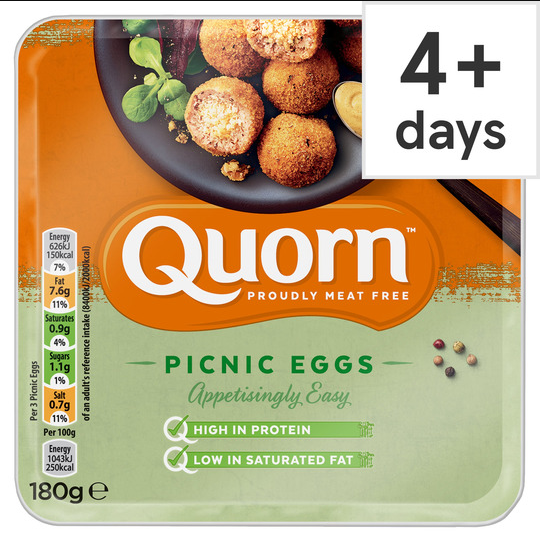 4+
days
Quorn™
PROUDLY MEAT FREE
PICNIC EGGS
Appetisingly Easy
HIGH IN PROTEIN
LOW IN SATURATED FAT
Per 3 Picnic Eggs
Energy
626kJ
150kcal
7%
Fat
7.6g
11%
Saturates
0.9g
4%
Sugars
1.1g
1%
Salt
0.7g
11%
of an adult's reference intake (8400kJ/2000kcal)
Per 100g
Energy
1043kJ
250kcal
180g ℮